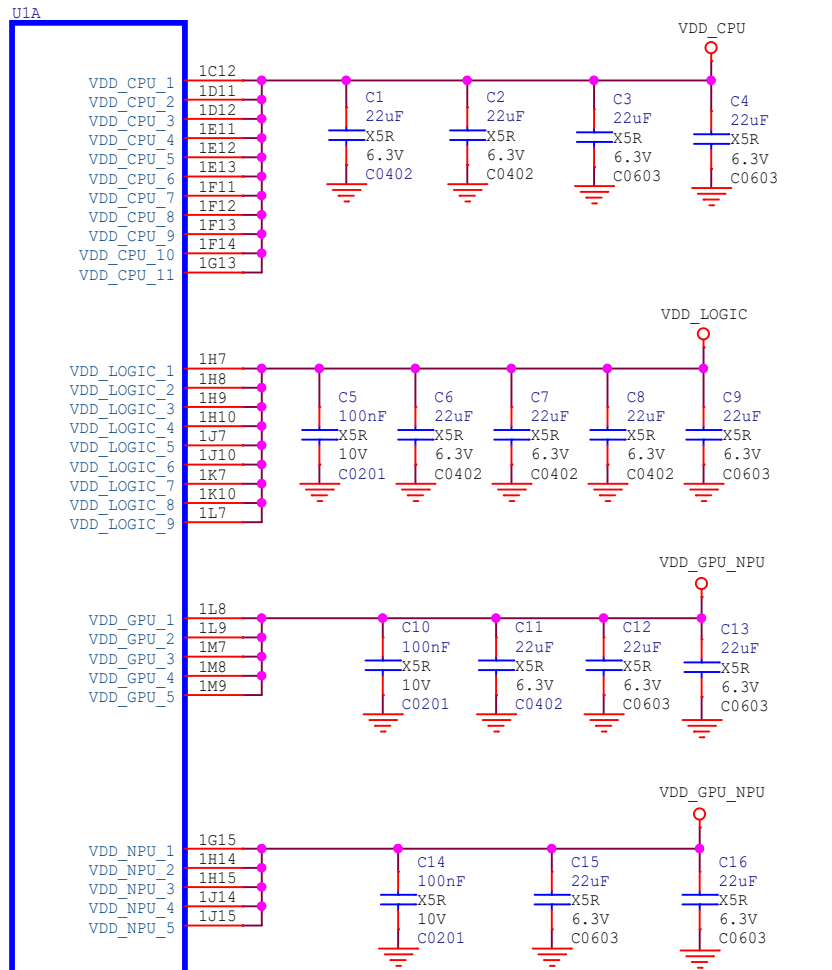 U1A
VDD_CPU
VDD_CPU_1 1C12
VDD_CPU_2 1D11
VDD_CPU_3 1D12
VDD_CPU_4 1E11
VDD_CPU_5 1E12
VDD_CPU_6 1E13
VDD_CPU_7 1F11
VDD_CPU_8 1F12
VDD_CPU_9 1F13
VDD_CPU_10 1F14
VDD_CPU_11 1G13
C1
22uF
X5R
6.3V
C0402
C2
22uF
X5R
6.3V
C0402
C3
22uF
X5R
6.3V
C0603
C4
22uF
X5R
6.3V
C0603
VDD_LOGIC
VDD_LOGIC_1 1H7
VDD_LOGIC_2 1H8
VDD_LOGIC_3 1H9
VDD_LOGIC_4 1H10
VDD_LOGIC_5 1J7
VDD_LOGIC_6 1J10
VDD_LOGIC_7 1K7
VDD_LOGIC_8 1K10
VDD_LOGIC_9 1L7
C5
100nF
X5R
10V
C0201
C6
22uF
X5R
6.3V
C0402
C7
22uF
X5R
6.3V
C0402
C8
22uF
X5R
6.3V
C0402
C9
22uF
X5R
6.3V
C0603
VDD_GPU_NPU
VDD_GPU_1 1L8
VDD_GPU_2 1L9
VDD_GPU_3 1M7
VDD_GPU_4 1M8
VDD_GPU_5 1M9
C10
100nF
X5R
10V
C0201
C11
22uF
X5R
6.3V
C0402
C12
22uF
X5R
6.3V
C0603
C13
22uF
X5R
6.3V
C0603
VDD_GPU_NPU
VDD_NPU_1 1G15
VDD_NPU_2 1H14
VDD_NPU_3 1H15
VDD_NPU_4 1J14
VDD_NPU_5 1J15
C14
100nF
X5R
10V
C0201
C15
22uF
X5R
6.3V
C0603
C16
22uF
X5R
6.3V
C0603